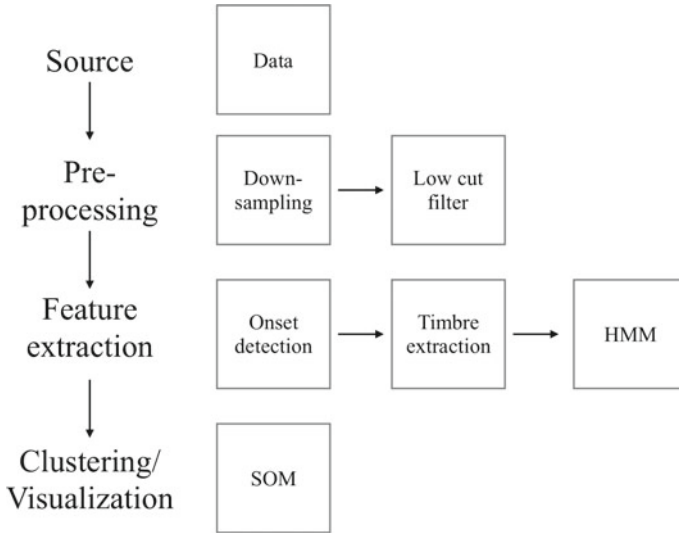 Source
Data
Pre-
processing
Down-
sampling
Low cut
filter
Feature
extraction
Onset
detection
Timbre
extraction
HMM
Clustering/
Visualization
SOM